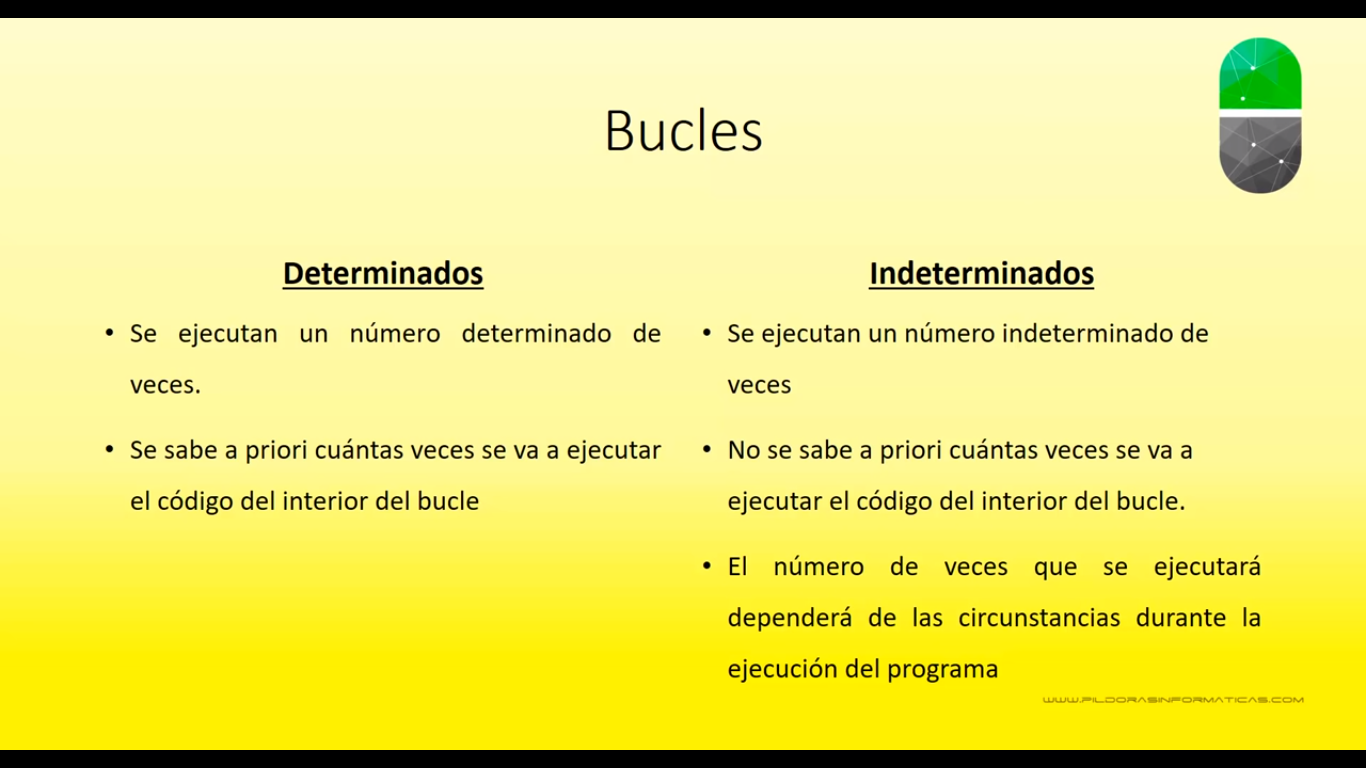 Bucles
Determinados
• Se ejecutan un número determinado de
veces.
• Se sabe a priori cuántas veces se va a ejecutar
el código del interior del bucle
Indeterminados
• Se ejecutan un número indeterminado de
veces
• No se sabe a priori cuántas veces se va a
ejecutar el código del interior del bucle.
• El número de veces que se ejecutará
dependerá de las circunstancias durante la
ejecución del programa
WWW.PILDORASINFORMATICAS.COM